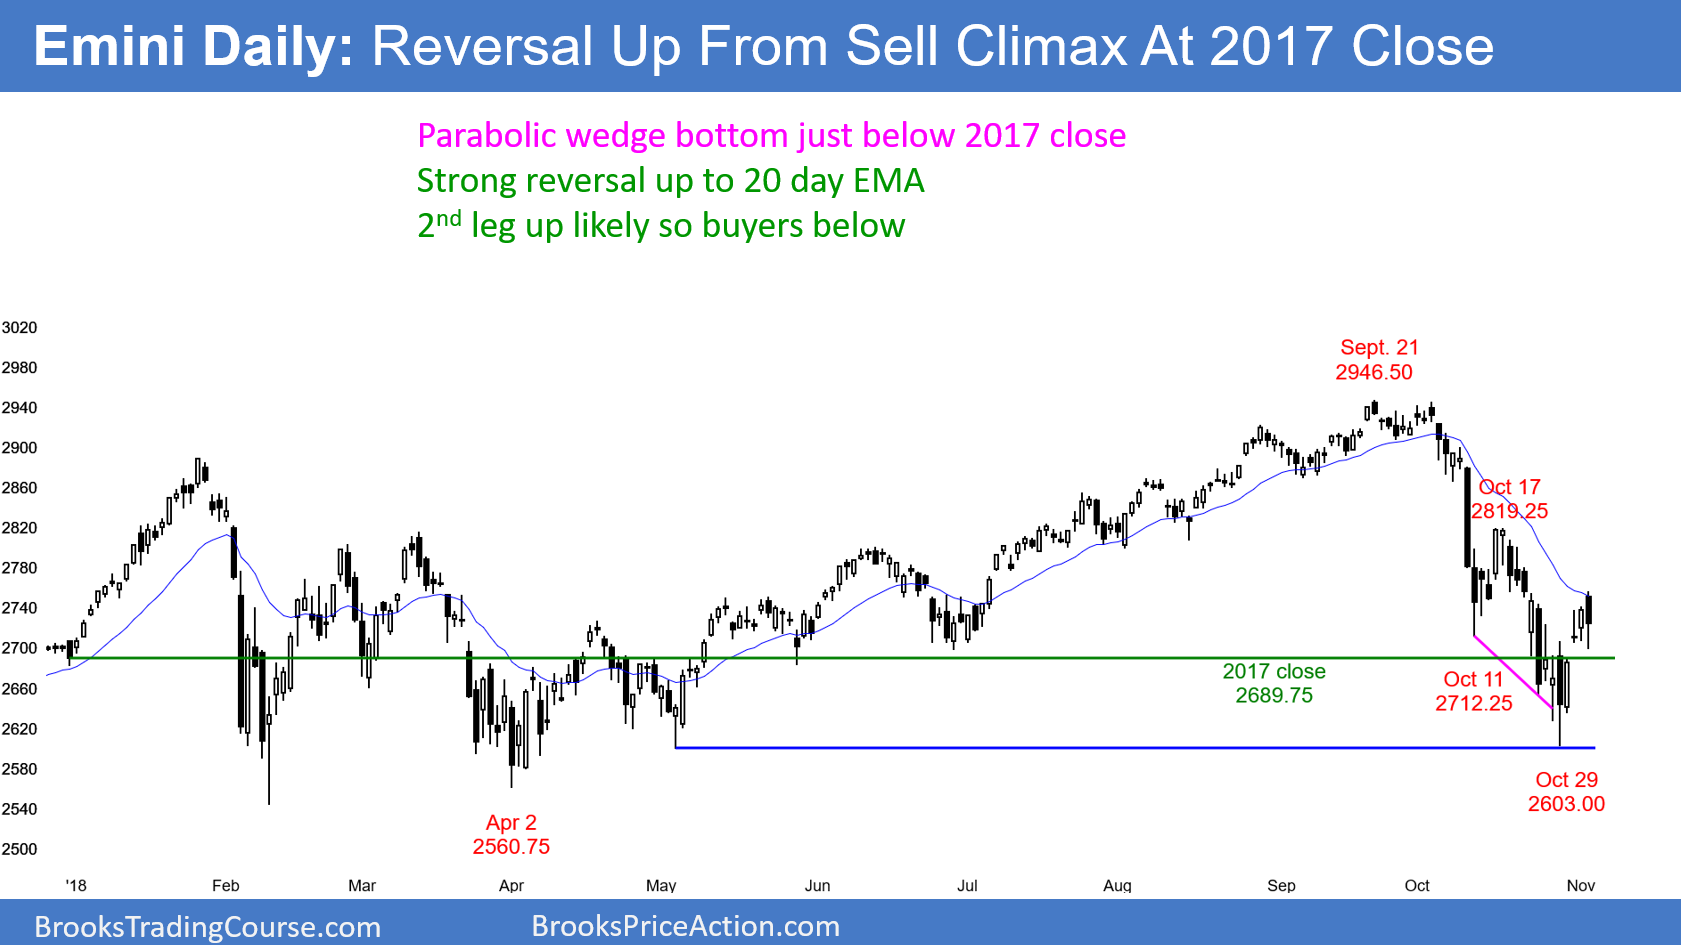 Emini Daily: Reversal Up From Sell Climax At 2017 Close
Parabolic wedge bottom just below 2017 close
Strong reversal up to 20 day EMA
2nd leg up likely so buyers below
3020
2980
2940
2900
2860
2820
2780
2740
2700
2660
2620
2580
2540
2500
Sept. 21
2946.50
Oct 17
2819.25
2017 close
2689.75
Oct 11
2712.25
Oct 29
2603.00
Apr 2
2560.75
'18 Feb Mar Apr May Jun Jul Aug Sep Oct Nov
BrooksTradingCourse.com BrooksPriceAction.com